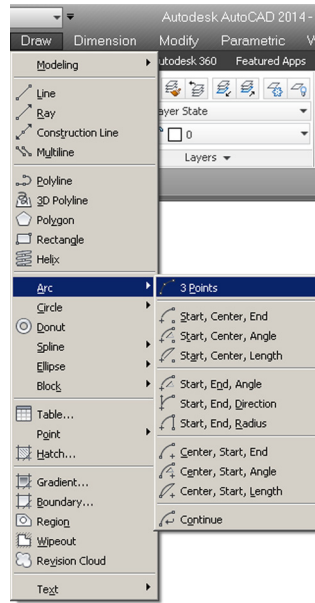 Autodesk AutoCAD 2014 -
Draw Dimension Modify Parametric
Modeling
utodesk 360 Featured Apps
Line
Ray
Construction Line
Multiline
ayer State
0
Layers
Polyline
3D Polyline
Polygon
Rectangle
Helix
Arc
Circle
Donut
Spline
Ellipse
Block
Table...
Point
Hatch...
Gradient...
Boundary...
Region
Wipeout
Revision Cloud
Text
3 Points
Start, Center, End
Start, Center, Angle
Start, Center, Length
Start, End, Angle
Start, End, Direction
Start, End, Radius
Center, Start, End
Center, Start, Angle
Center, Start, Length
Continue